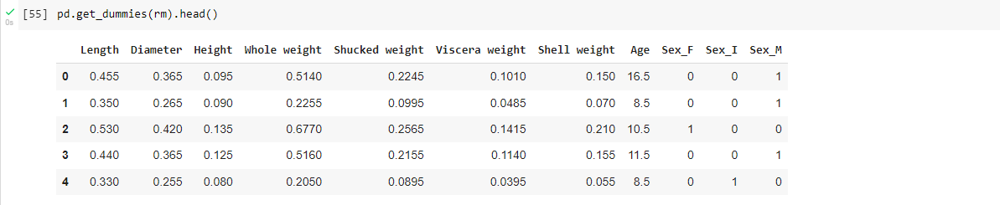 [55] pd.get_dummies(rm).head()
0s
Length Diameter Height Whole weight Shucked weight Viscera weight Shell weight Age Sex_F Sex_I Sex_M
0 0.455 0.365 0.095 0.5140 0.2245 0.1010 0.150 16.5 0 0 1
1 0.350 0.265 0.090 0.2255 0.0995 0.0485 0.070 8.5 0 0 1
2 0.530 0.420 0.135 0.6770 0.2565 0.1415 0.210 10.5 1 0 0
3 0.440 0.365 0.125 0.5160 0.2155 0.1140 0.155 11.5 0 0 1
4 0.330 0.255 0.080 0.2050 0.0895 0.0395 0.055 8.5 0 1 0